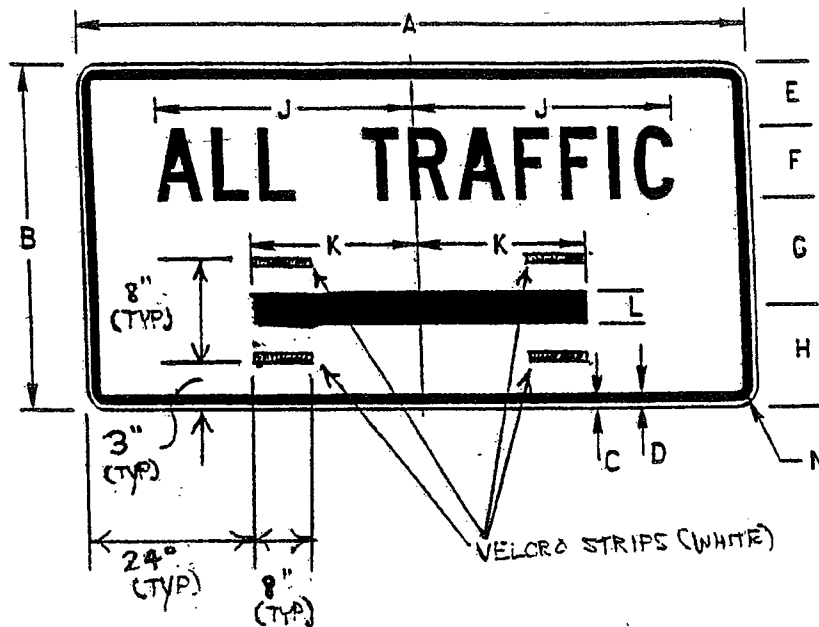 A
E
J J
ALL TRAFFIC
F
B
K K
G
8"
(TYP)
L
H
3"
(TYP)
C D
N
VELCRO STRIPS (WHITE)
24"
(TYP)
8"
(TYP)